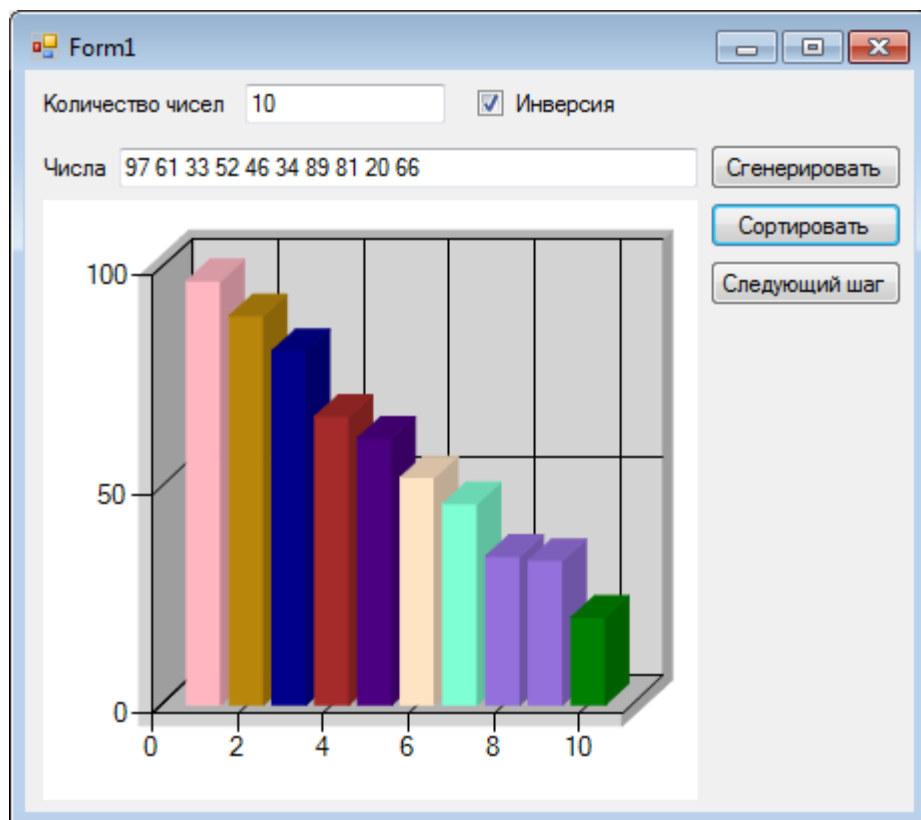 Form1
Количество чисел 10 Инверсия
Числа 97 61 33 52 46 34 89 81 20 66 Сгенерировать
Сортировать
Следующий шаг
100
50
0
0 2 4 6 8 10